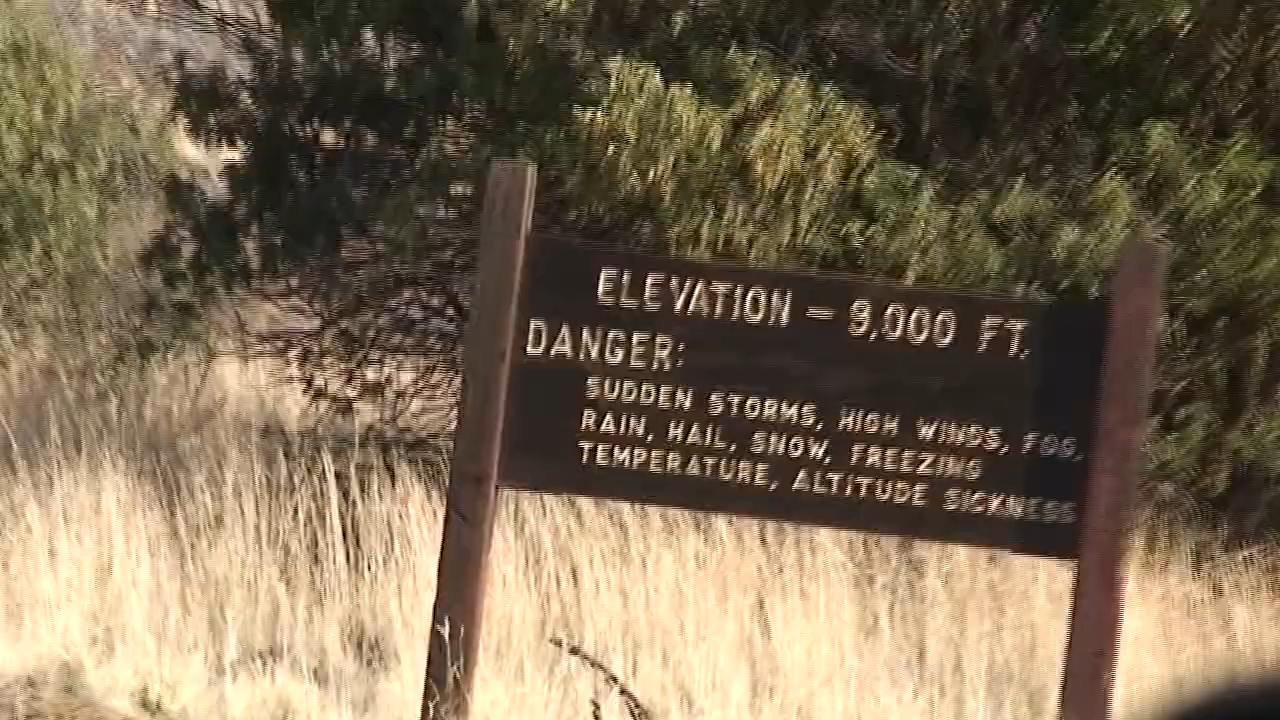 ELEVATION – 9,000 FT.
DANGER:
SUDDEN STORMS, HIGH WINDS, FOG,
RAIN, HAIL, SNOW, FREEZING
TEMPERATURE, ALTITUDE SICKNESS